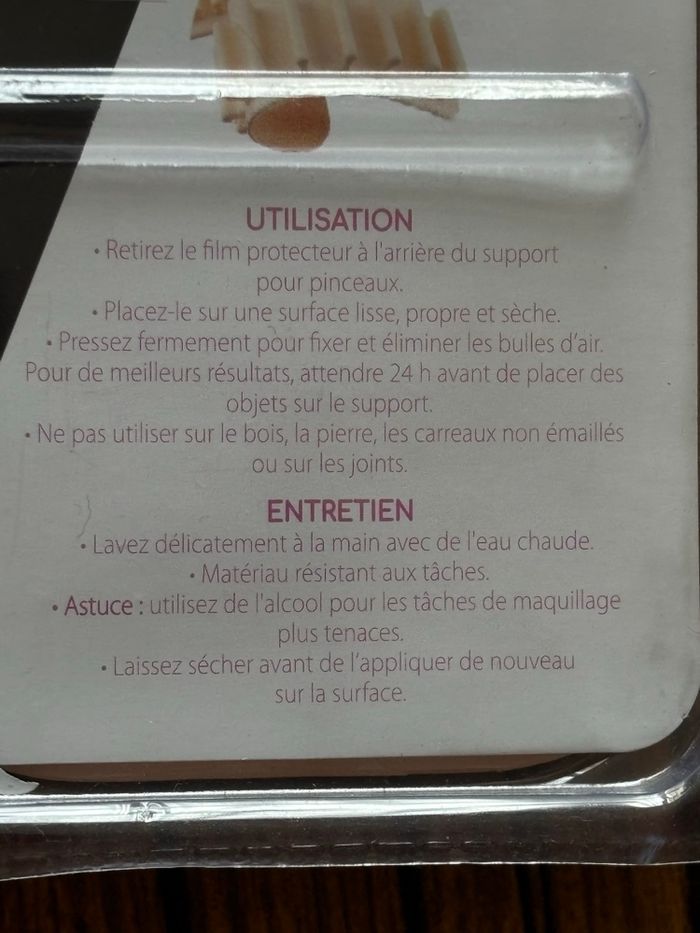 UTILISATION
• Retirez le film protecteur à l'arrière du support
pour pinceaux.
• Placez-le sur une surface lisse, propre et sèche.
• Pressez fermement pour fixer et éliminer les bulles d'air.
Pour de meilleurs résultats, attendre 24 h avant de placer des
objets sur le support.
• Ne pas utiliser sur le bois, la pierre, les carreaux non émaillés
ou sur les joints.
ENTRETIEN
• Lavez délicatement à la main avec de l'eau chaude.
• Matériau résistant aux tâches.
• Astuce : utilisez de l'alcool pour les tâches de maquillage
plus tenaces.
• Laissez sécher avant de l'appliquer de nouveau
sur la surface.